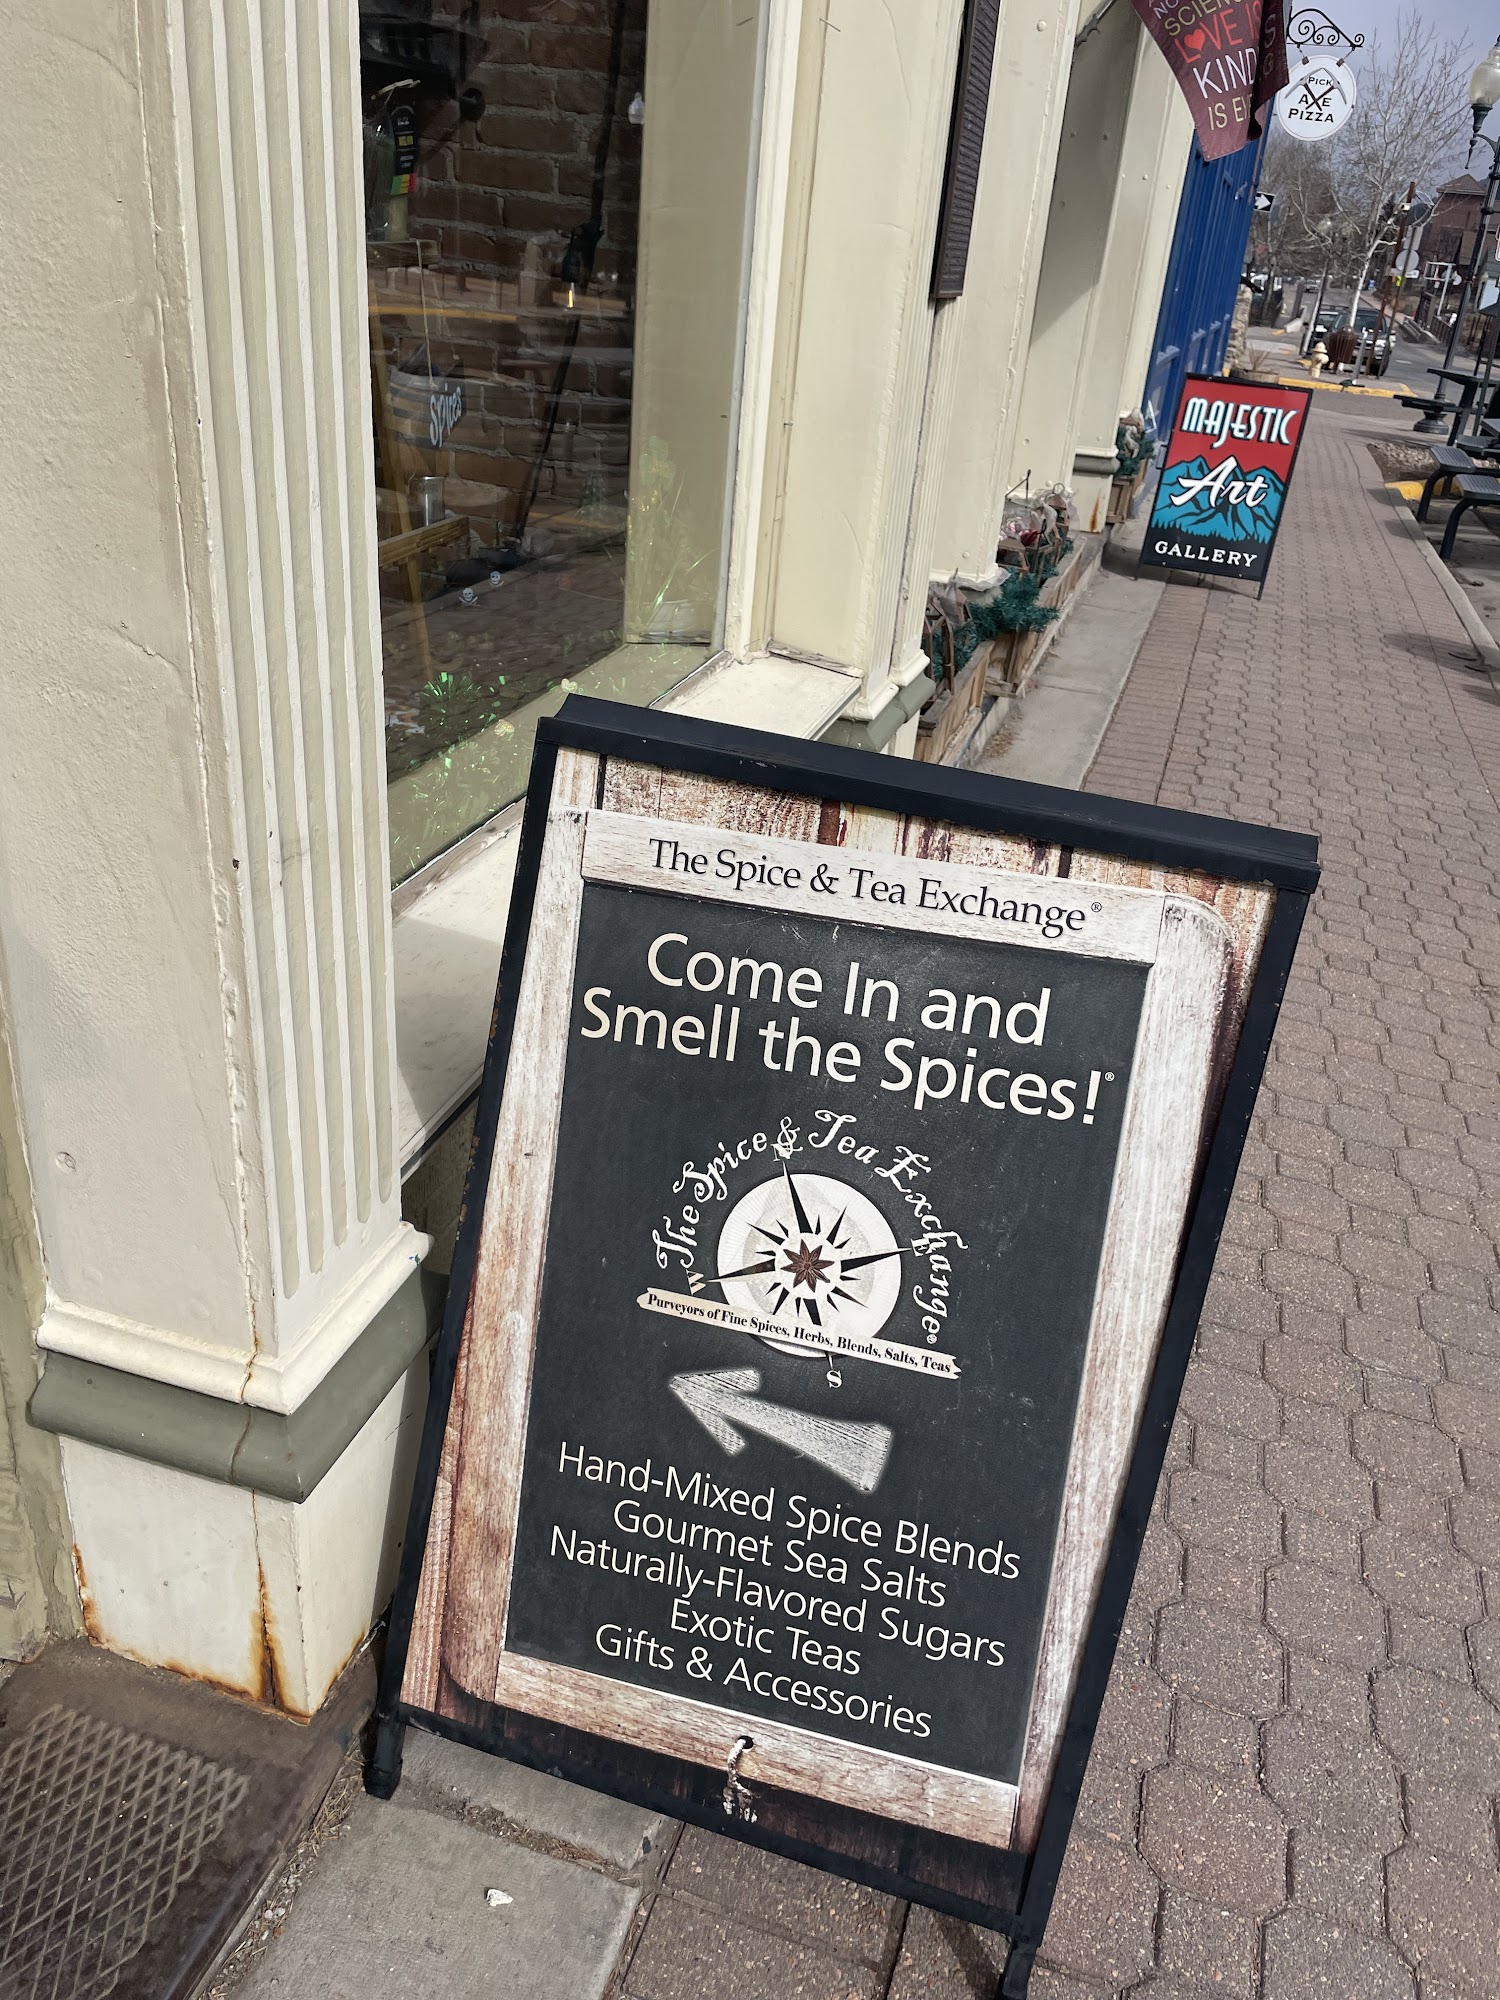 SCIENCE
LOVE IS
KIND
IS
PICK
AXE
PIZZA
Spices
MAJESTIC
Art
GALLERY
The Spice & Tea Exchange®
Come In and
Smell the Spices!®
The Spice & Tea Exchange®
N
W
E
Purveyors of Fine Spices, Herbs, Blends, Salts, Teas
S
Hand-Mixed Spice Blends
Gourmet Sea Salts
Naturally-Flavored Sugars
Exotic Teas
Gifts & Accessories